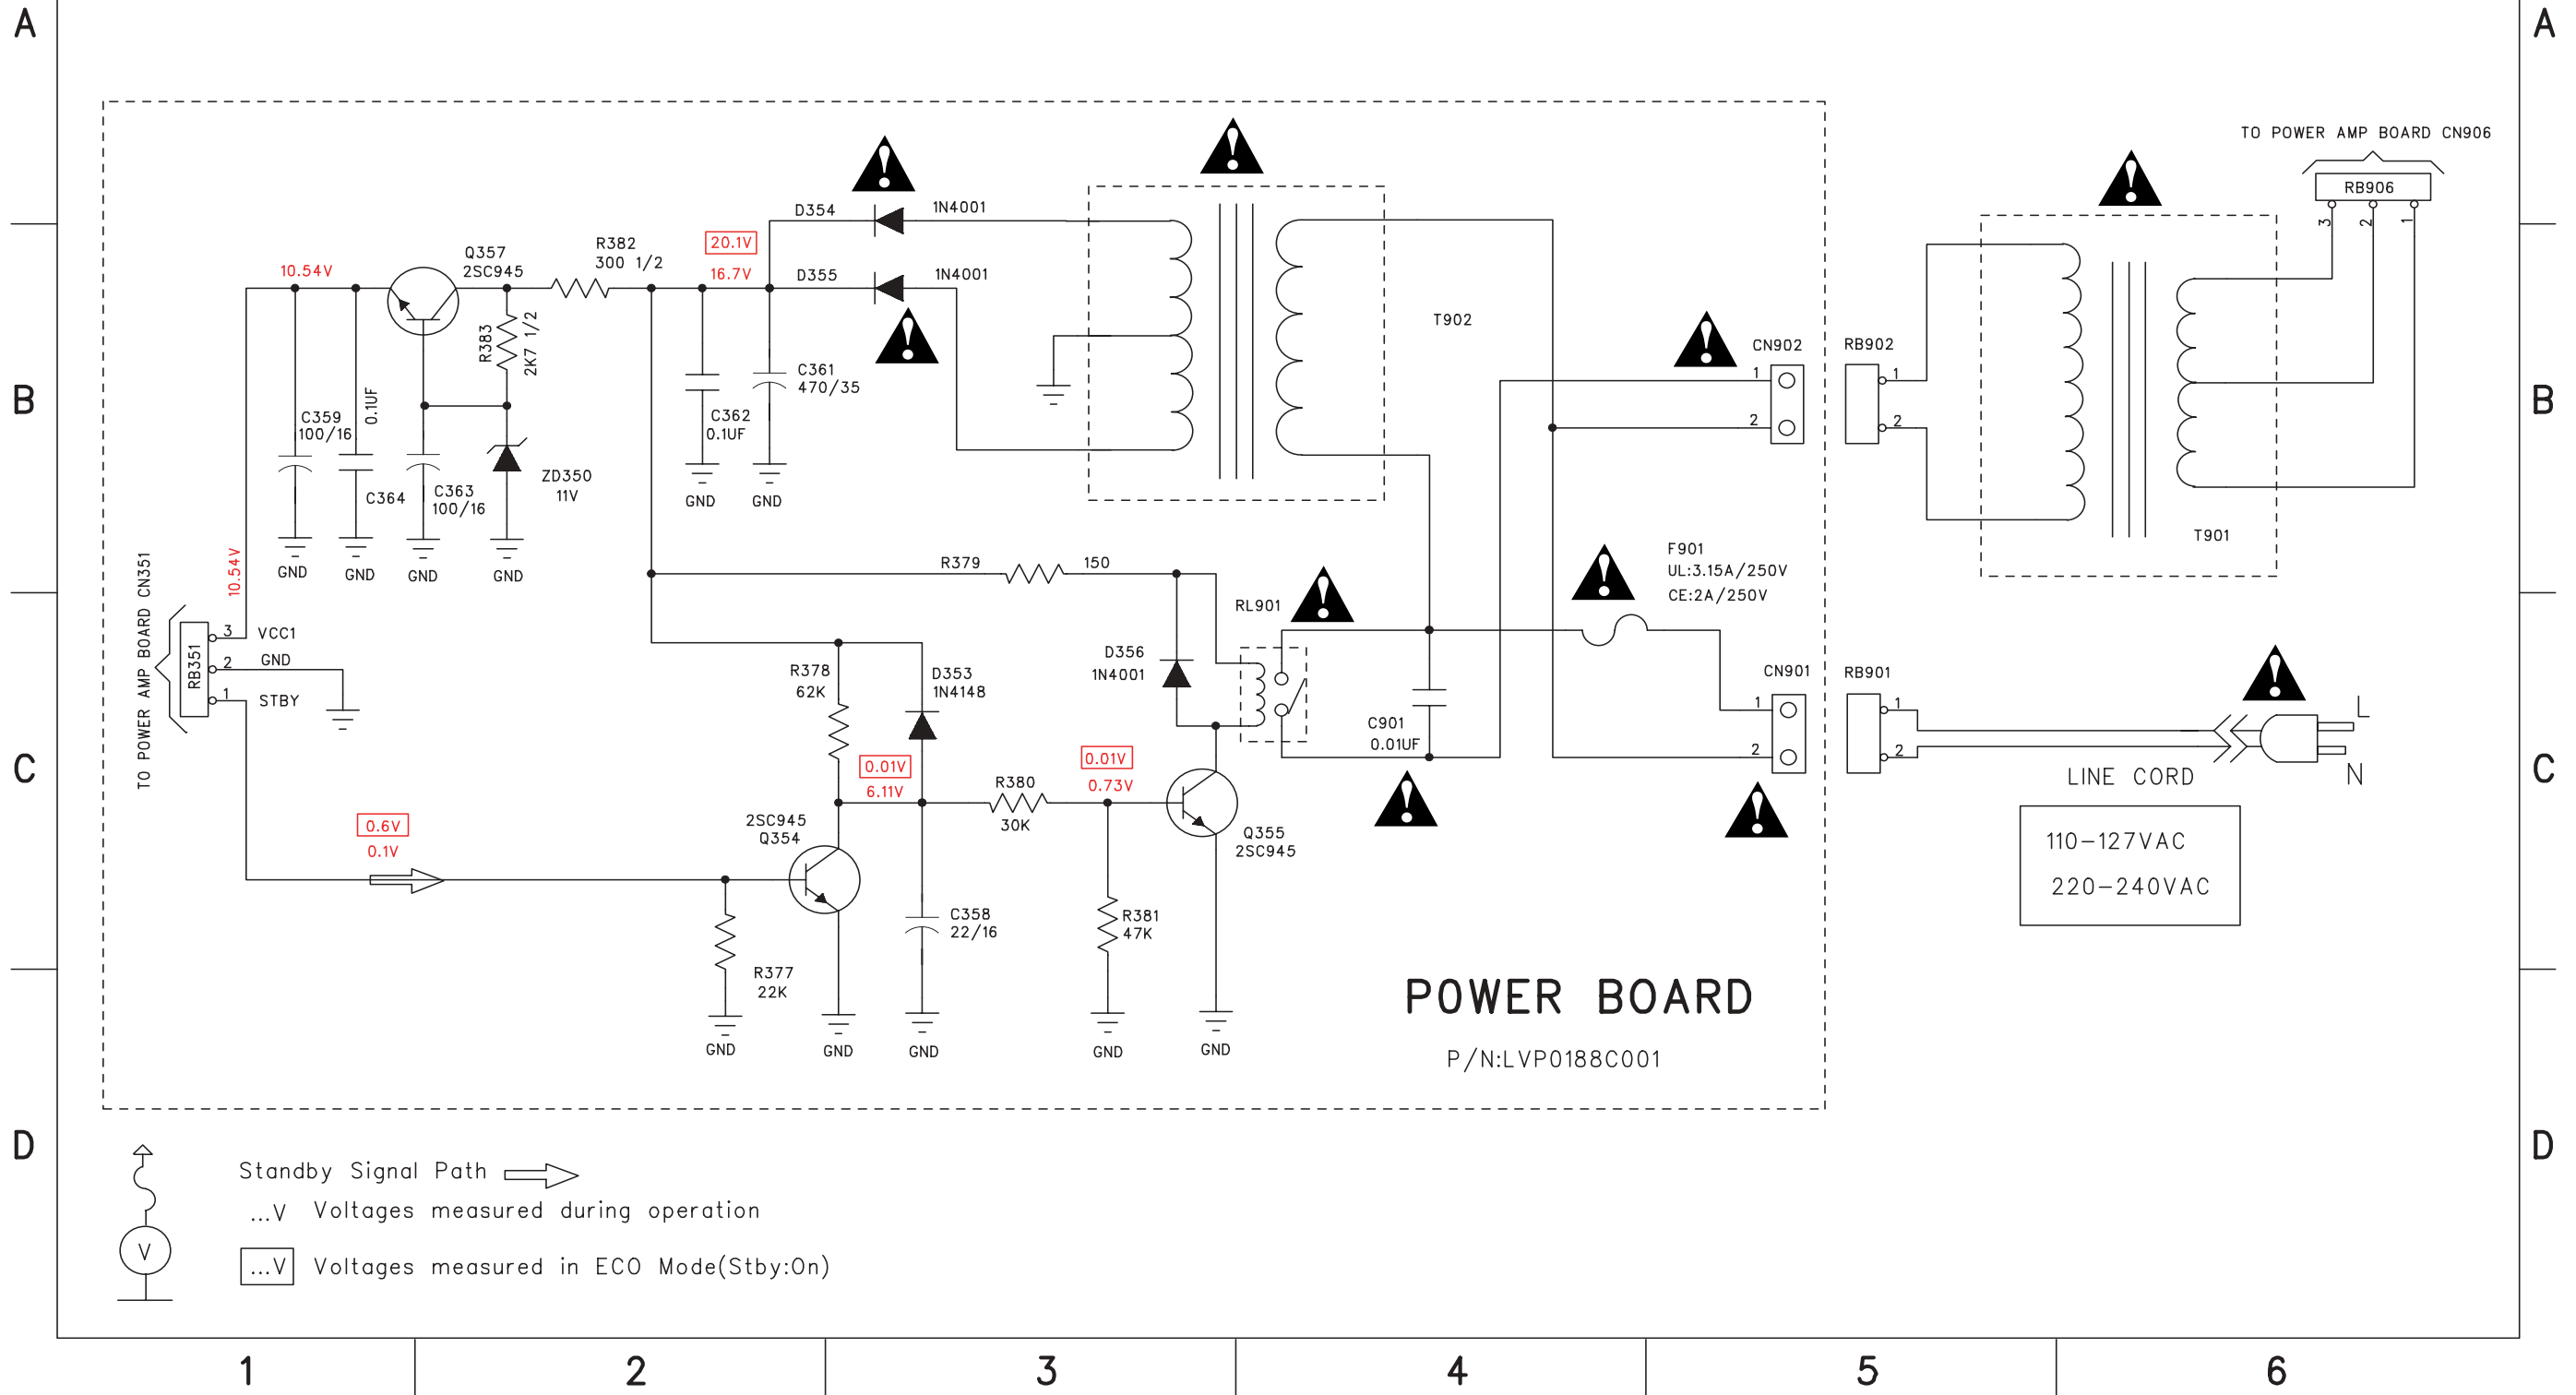 A
A
TO POWER AMP BOARD CN906
RB906
3
2
1
D354
1N4001
20.1V
16.7V
D355
1N4001
R382
300 1/2
Q357
2SC945
10.54V
R383
2K7 1/2
T902
CN902
1
2
RB902
1
2
B
B
C361
470/35
C362
0.1UF
GND
GND
C359
100/16
0.1UF
C364
C363
100/16
ZD350
11V
GND
GND
GND
GND
T901
10.54V
TO POWER AMP BOARD CN351
RB351
3
VCC1
2
GND
1
STBY
R379
150
F901
UL:3.15A/250V
CE:2A/250V
RL901
D356
1N4001
R378
62K
D353
1N4148
CN901
1
2
RB901
1
2
L
N
LINE CORD
C901
0.01UF
C
C
0.01V
6.11V
R380
30K
0.01V
0.73V
0.6V
0.1V
2SC945
Q354
Q355
2SC945
110-127VAC
220-240VAC
C358
22/16
R381
47K
R377
22K
GND
GND
GND
GND
GND
POWER BOARD
P/N:LVP0188C001
D
D
Standby Signal Path
...V Voltages measured during operation
V
...V Voltages measured in ECO Mode(Stby:On)
1
2
3
4
5
6